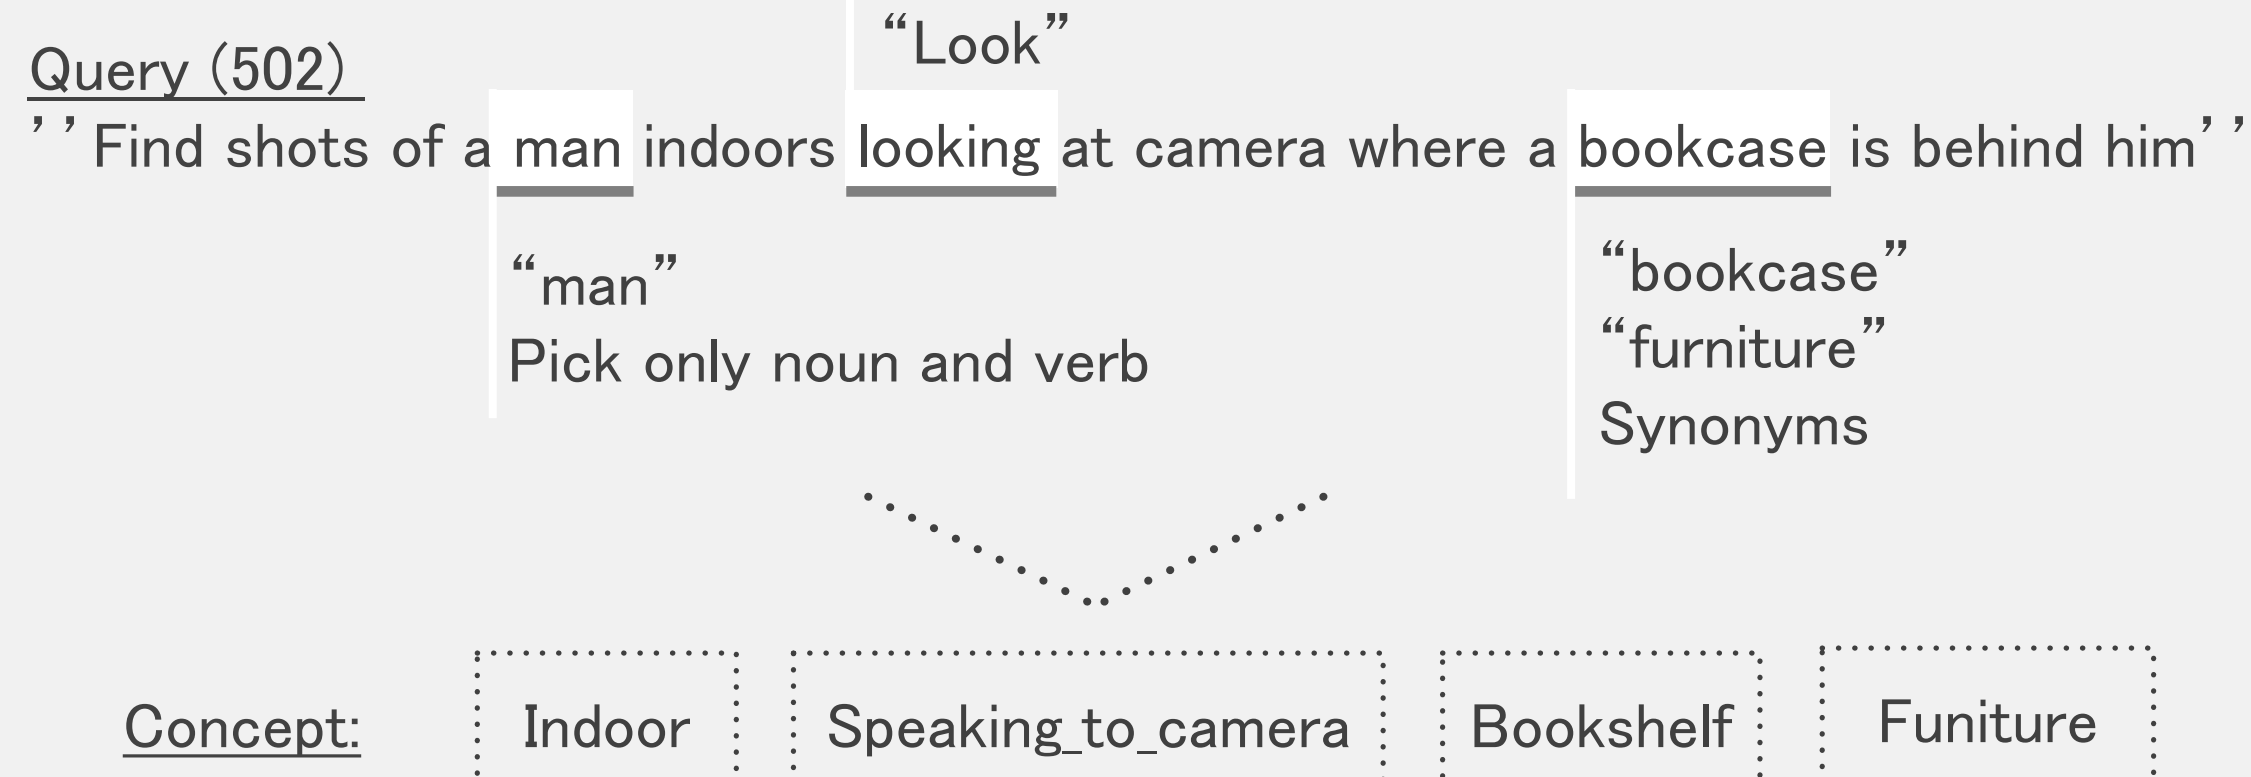 “Look”
Query (502)
’’Find shots of a man indoors looking at camera where a bookcase is behind him’’
“man”
Pick only noun and verb
“bookcase”
“furniture”
Synonyms
Concept: Indoor Speaking_to_camera Bookshelf Funiture